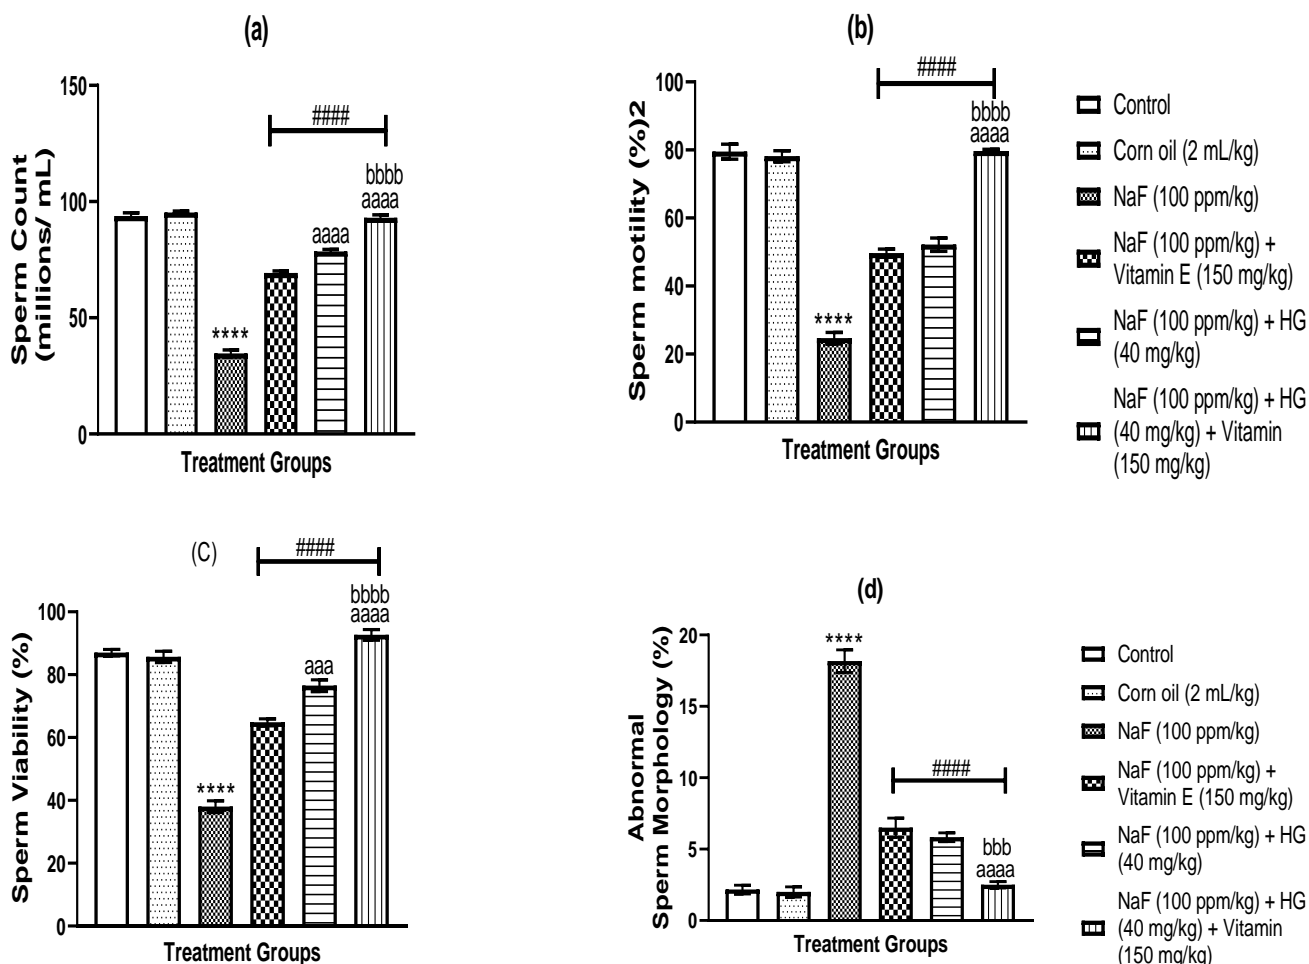 (a)
150
100
50
0
Sperm Count
(millions/ mL)
####
bbbb
aaaa
aaaa
****
Treatment Groups
(b)
100
80
60
40
20
0
Sperm motility (%)2
####
bbbb
aaaa
****
Treatment Groups
Control
Corn oil (2 mL/kg)
NaF (100 ppm/kg)
NaF (100 ppm/kg) +
Vitamin E (150 mg/kg)
NaF (100 ppm/kg) + HG
(40 mg/kg)
NaF (100 ppm/kg) + HG
(40 mg/kg) + Vitamin
(150 mg/kg)
(C)
100
80
60
40
20
0
Sperm Viability (%)
####
bbbb
aaaa
aaa
****
Treatment Groups
(d)
20
15
10
5
0
Abnormal
Sperm Morphology (%)
****
####
bbb
aaaa
Treatment Groups
Control
Corn oil (2 mL/kg)
NaF (100 ppm/kg)
NaF (100 ppm/kg) +
Vitamin E (150 mg/kg)
NaF (100 ppm/kg) + HG
(40 mg/kg)
NaF (100 ppm/kg) + HG
(40 mg/kg) + Vitamin
(150 mg/kg)